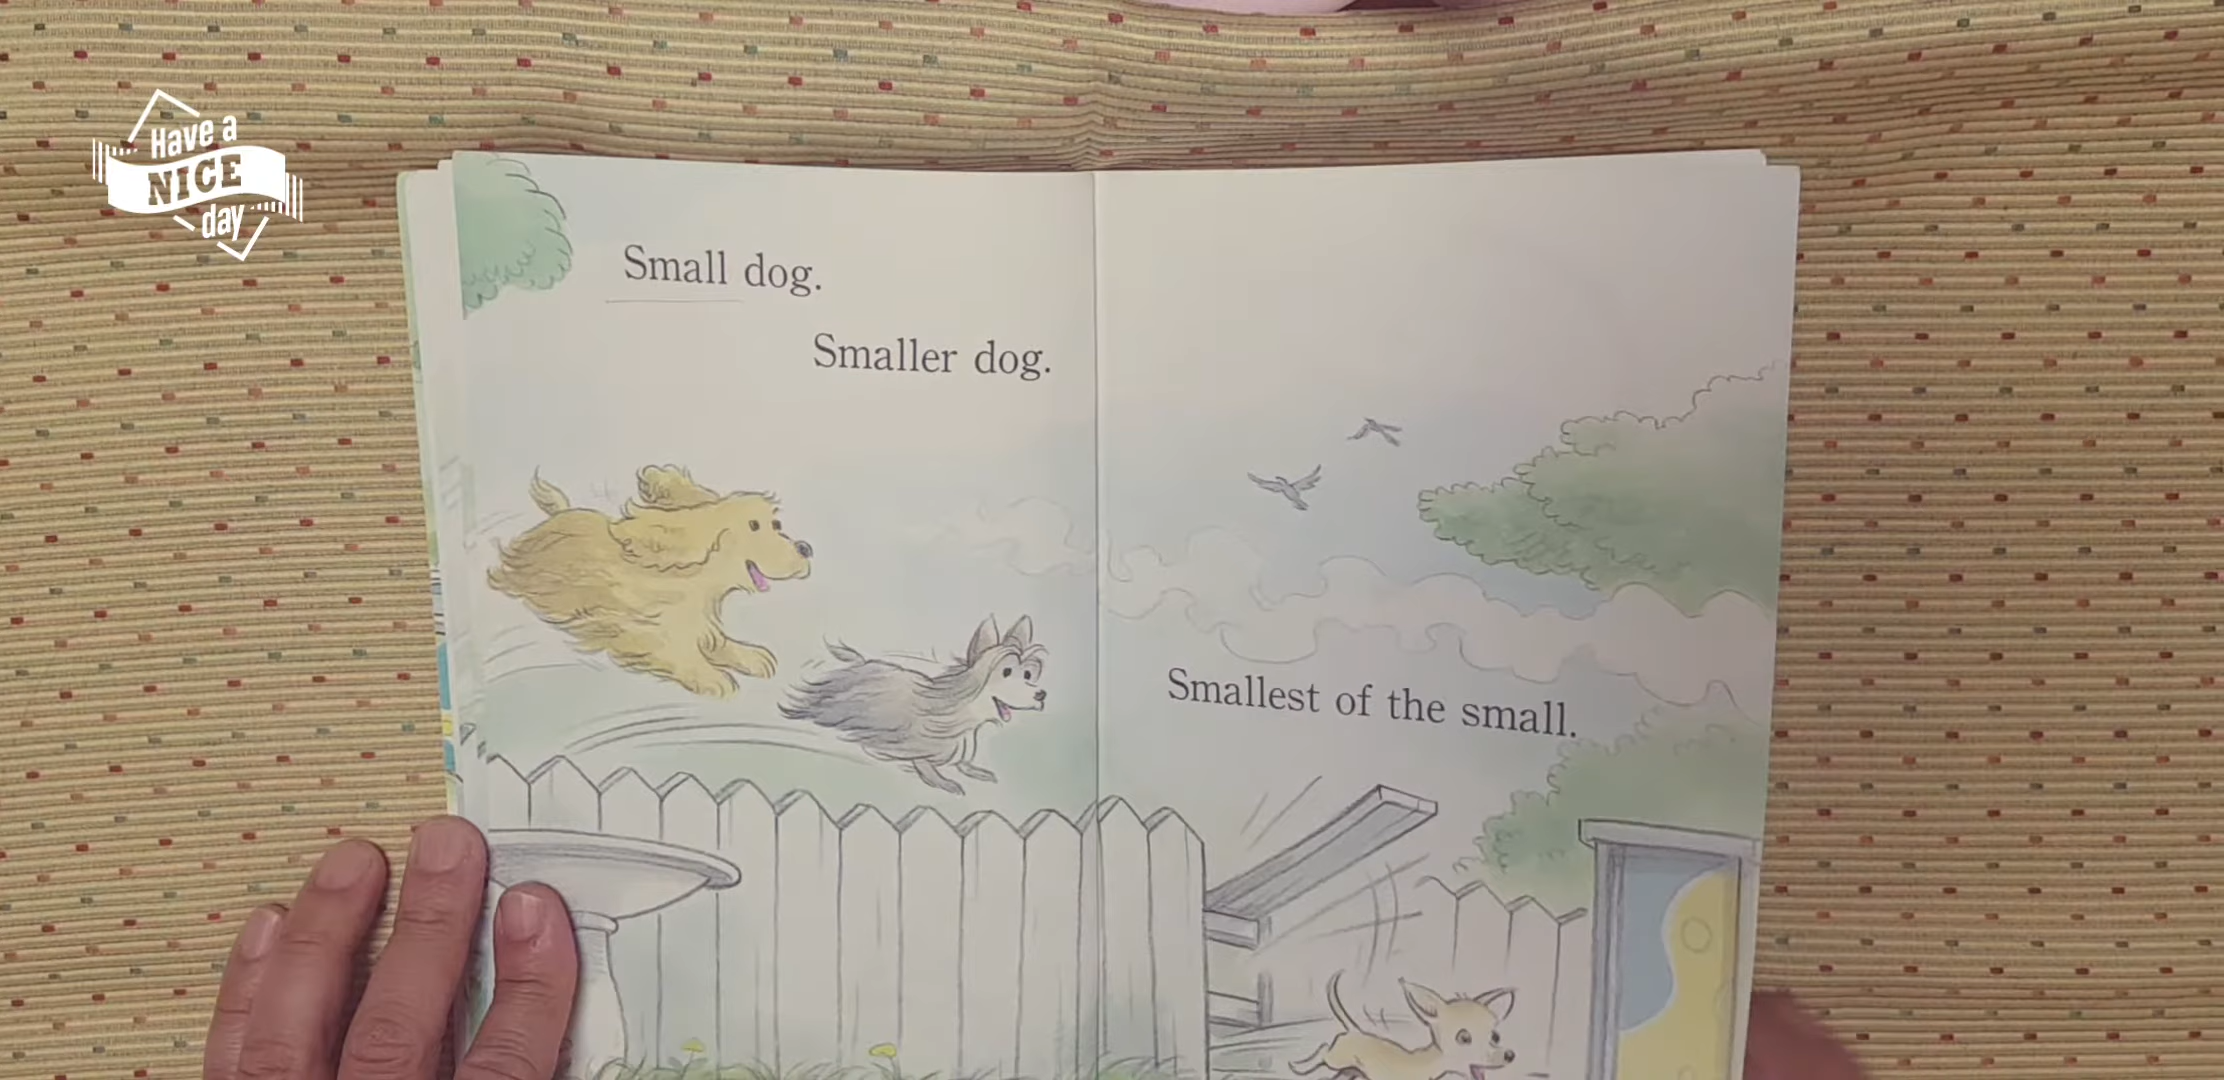 Have a
NICE
day
Small dog.
Smaller dog.
Smallest of the small.